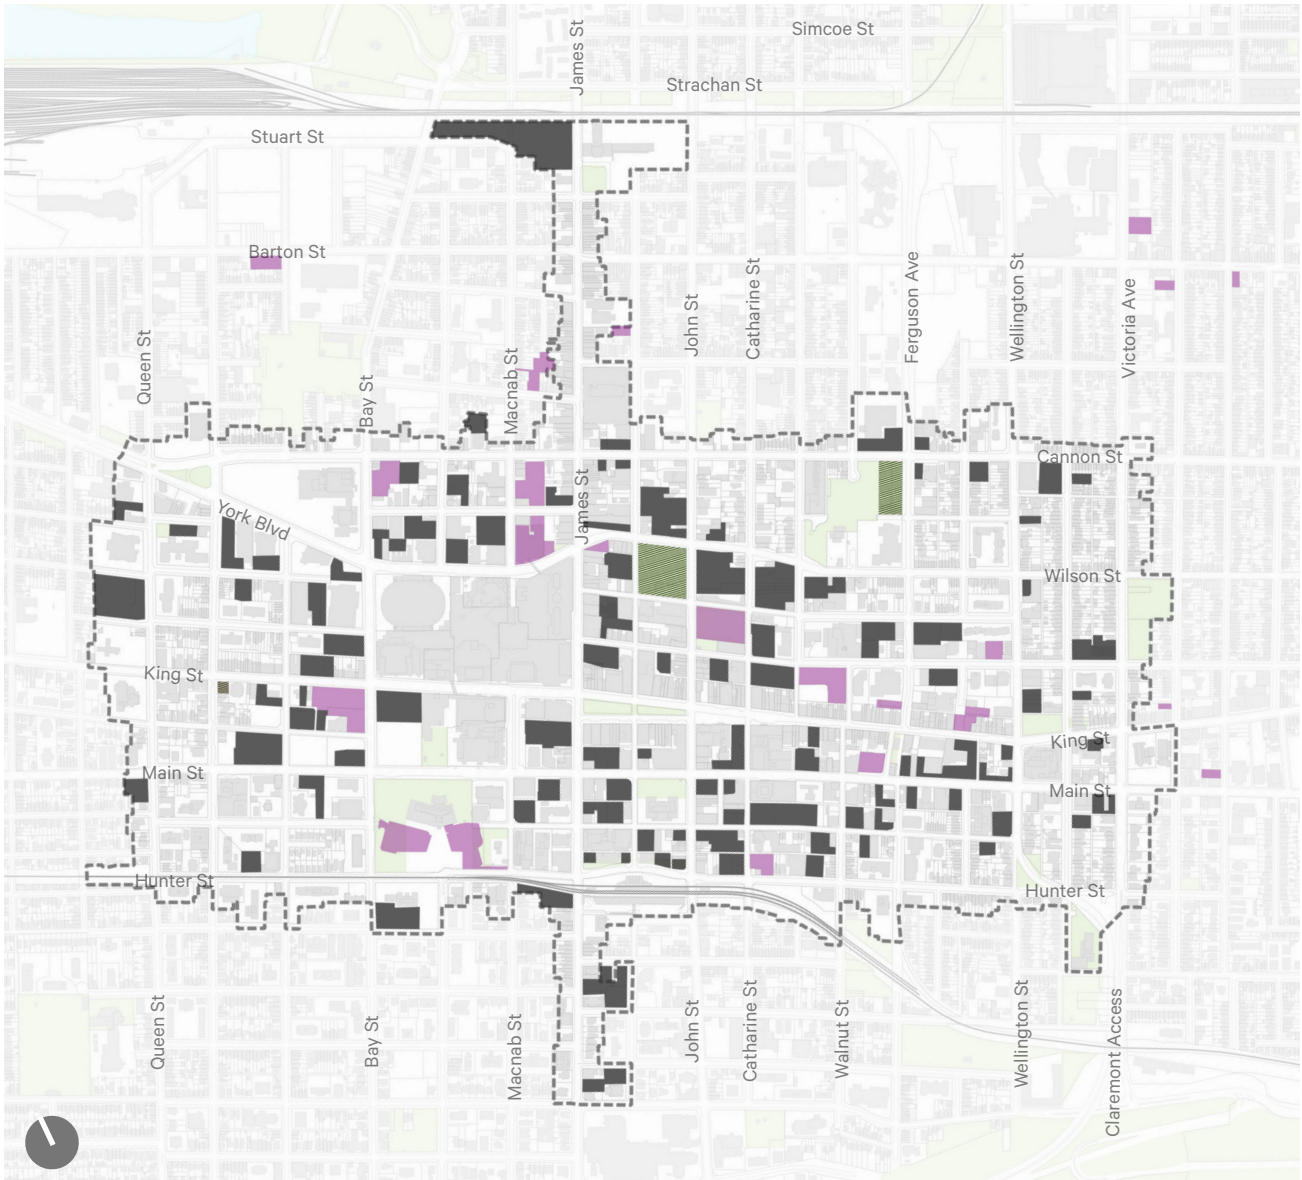 Simcoe St
James St
Strachan St
Stuart St
Barton St
Ferguson Ave
Wellington St
Catharine St
Victoria Ave
John St
Queen St
Macnab St
Bay St
Cannon St
James St
York Blvd
Wilson St
King St
King St
Main St
Main St
Hunter St
Hunter St
Queen St
Bay St
Macnab St
John St
Catharine St
Walnut St
Wellington St
Claremont Access